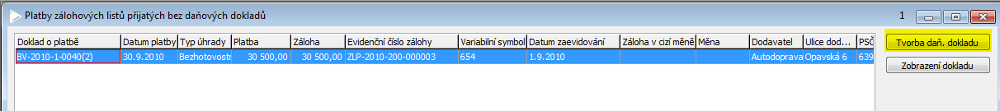 Platby zálohových listů přijatých bez daňových dokladů 1
Doklad o platbě Datum platby Typ úhrady Platba Záloha Evidenční číslo zálohy Variabilní symbol Datum zaevidování Záloha v cizí měně Měna Dodavatel Ulice dod... PSČ
BV-2010-1-0040(2) 30.9.2010 Bezhotovostr 30 500,00 30 500,00 ZLP-2010-200-000003 654 1.9.2010 Autodoprava Opavská 6 639
Tvorba daň. dokladu
Zobrazení dokladu